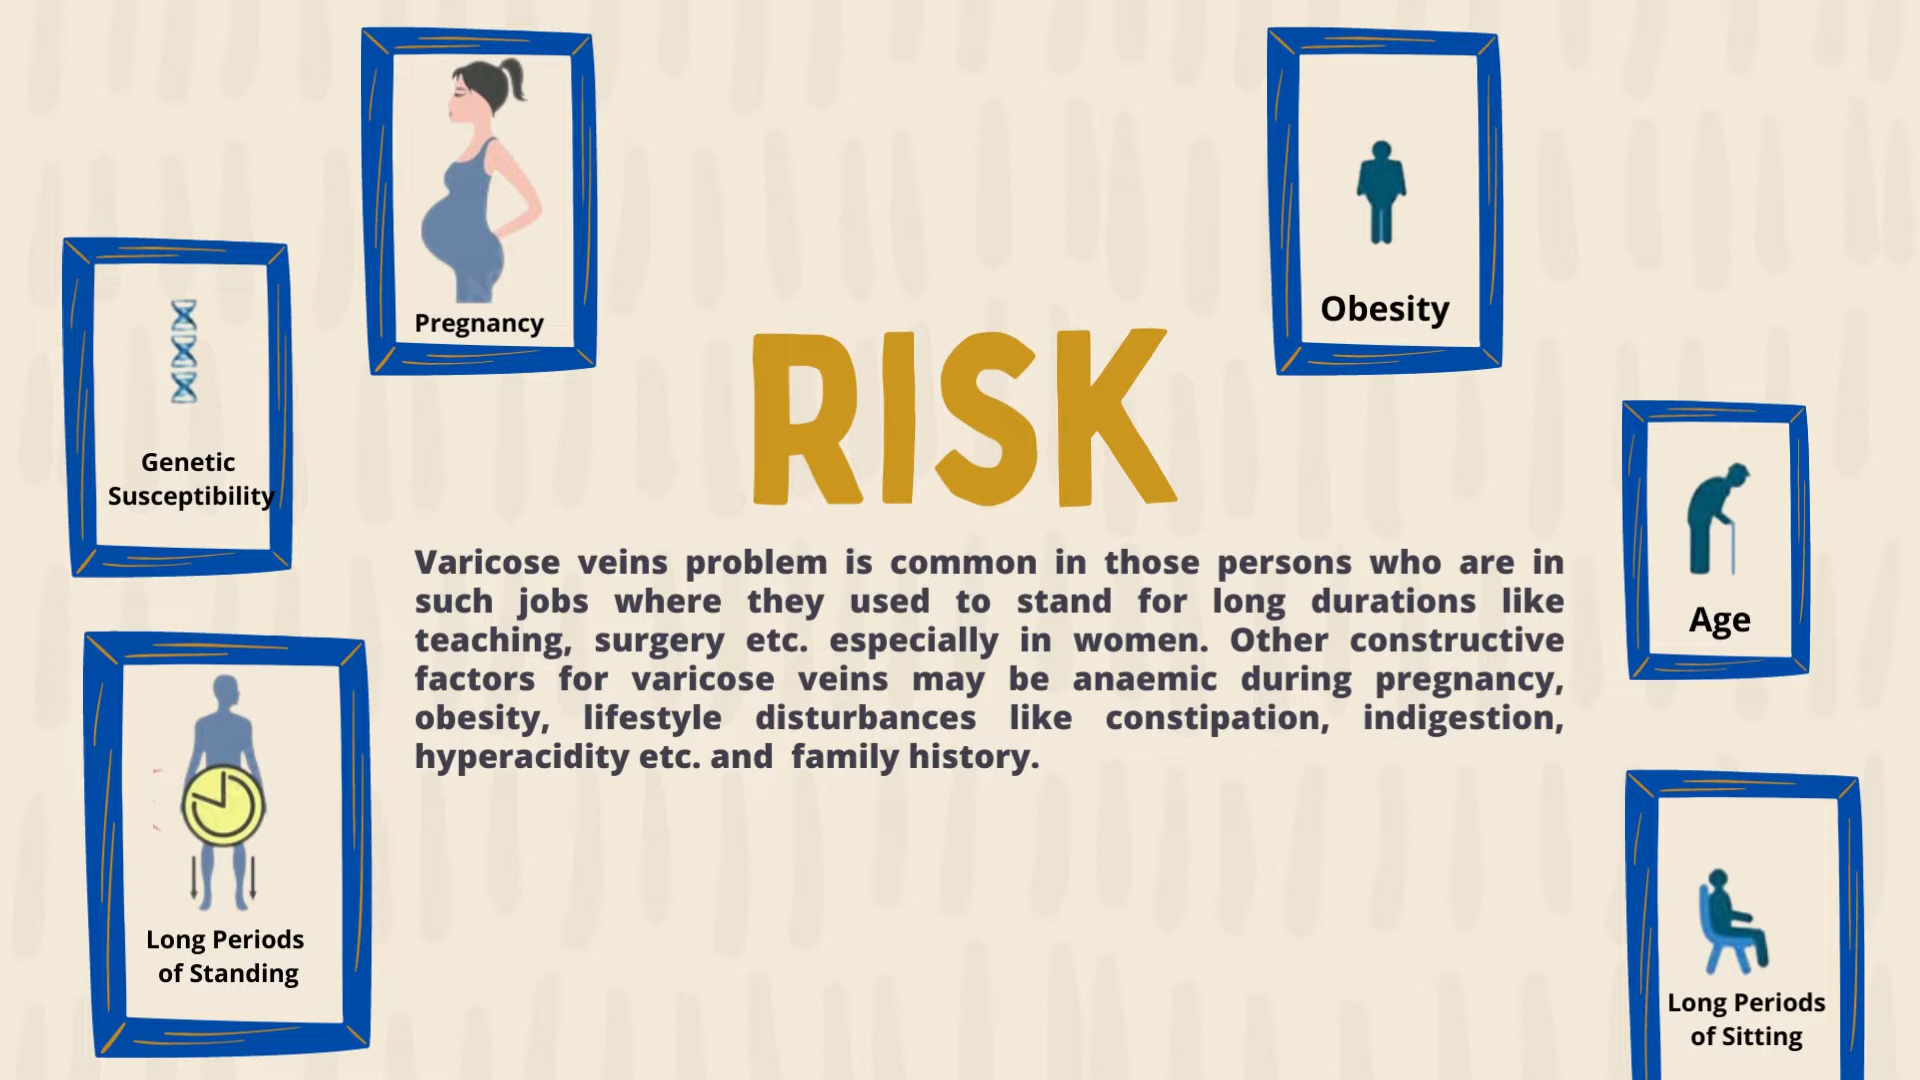 Pregnancy
Obesity
Genetic
Susceptibility
RISK
Varicose veins problem is common in those persons who are in
such jobs where they used to stand for long durations like
teaching, surgery etc. especially in women. Other constructive
factors for varicose veins may be anaemic during pregnancy,
obesity, lifestyle disturbances like constipation, indigestion,
hyperacidity etc. and family history.
Age
Long Periods
of Standing
Long Periods
of Sitting